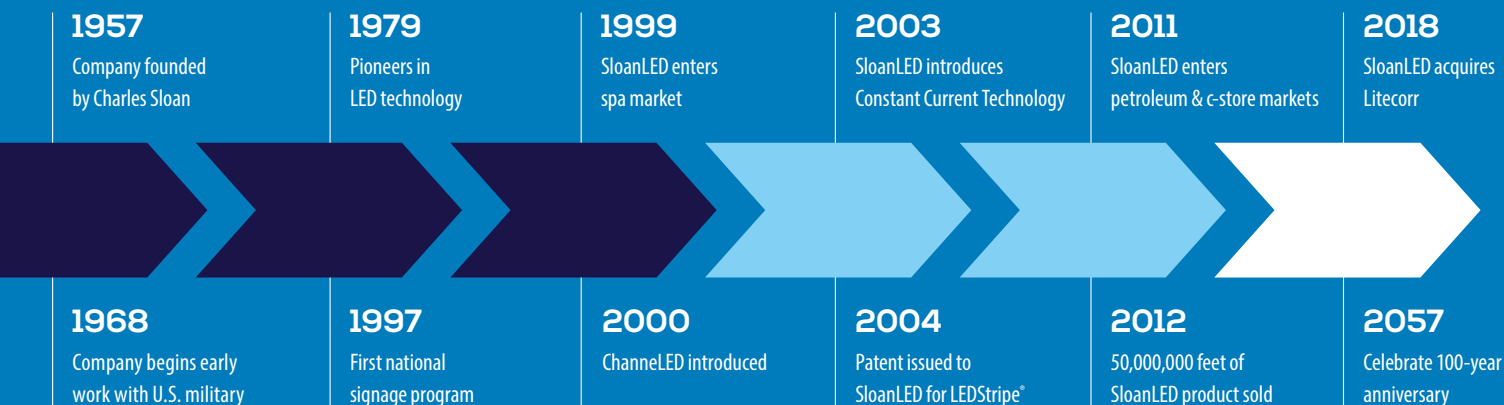 1957
Company founded
by Charles Sloan
1979
Pioneers in
LED technology
1999
SloanLED enters
spa market
2003
SloanLED introduces
Constant Current Technology
2011
SloanLED enters
petroleum & c-store markets
2018
SloanLED acquires
Litecorr
1968
Company begins early
work with U.S. military
1997
First national
signage program
2000
ChanneLED introduced
2004
Patent issued to
SloanLED for LEDStripe®
2012
50,000,000 feet of
SloanLED product sold
2057
Celebrate 100-year
anniversary